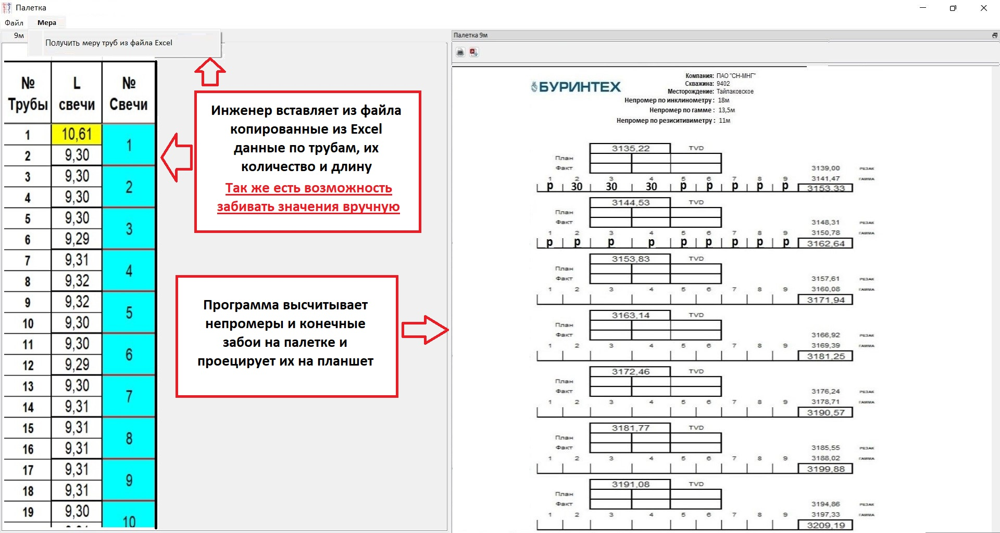 Палетка
Файл Мера
9м
Получить меру труб из файла Excel
№ Трубы L свечи № Свечи
1 10,61 1
2 9,30
3 9,30 2
4 9,30
5 9,30 3
6 9,29
7 9,31 4
8 9,32
9 9,32 5
10 9,30
11 9,30 6
12 9,29
13 9,30 7
14 9,31
15 9,31 8
16 9,31
17 9,31 9
18 9,31
19 9,30 10
Инженер вставляет из файла
копированные из Excel
данные по трубам, их
количество и длину
Так же есть возможность
забивать значения вручную
Программа высчитывает
непромеры и конечные
забои на палетке и
проецирует их на планшет
Палетка 9м
БУРИНТЕХ
Компания: ПАО "СН-МНГ"
Скважина: 9402
Месторождение: Тайлаковское
Непромер по инклинометру : 18м
Непромер по гамме : 13,5м
Непромер по резиситивиметру : 11м
3135,22 TVD
План
Факт 3139,00 РЕЗАК
1 2 3 4 5 6 7 8 9 3141,47 ГАММА
р 30 30 30 р р р р р 3153,33
3144,53 TVD
План
Факт 3148,31 РЕЗАК
1 2 3 4 5 6 7 8 9 3150,78 ГАММА
р р р р р р р р р 3162,64
3153,83 TVD
План
Факт 3157,61 РЕЗАК
1 2 3 4 5 6 7 8 9 3160,08 ГАММА
3171,94
3163,14 TVD
План
Факт 3166,92 РЕЗАК
1 2 3 4 5 6 7 8 9 3169,39 ГАММА
3181,25
3172,46 TVD
План
Факт 3176,24 РЕЗАК
1 2 3 4 5 6 7 8 9 3178,71 ГАММА
3190,57
3181,77 TVD
План
Факт 3185,55 РЕЗАК
1 2 3 4 5 6 7 8 9 3188,02 ГАММА
3199,88
3191,08 TVD
План
Факт 3194,86 РЕЗАК
1 2 3 4 5 6 7 8 9 3197,33 ГАММА
3209,19